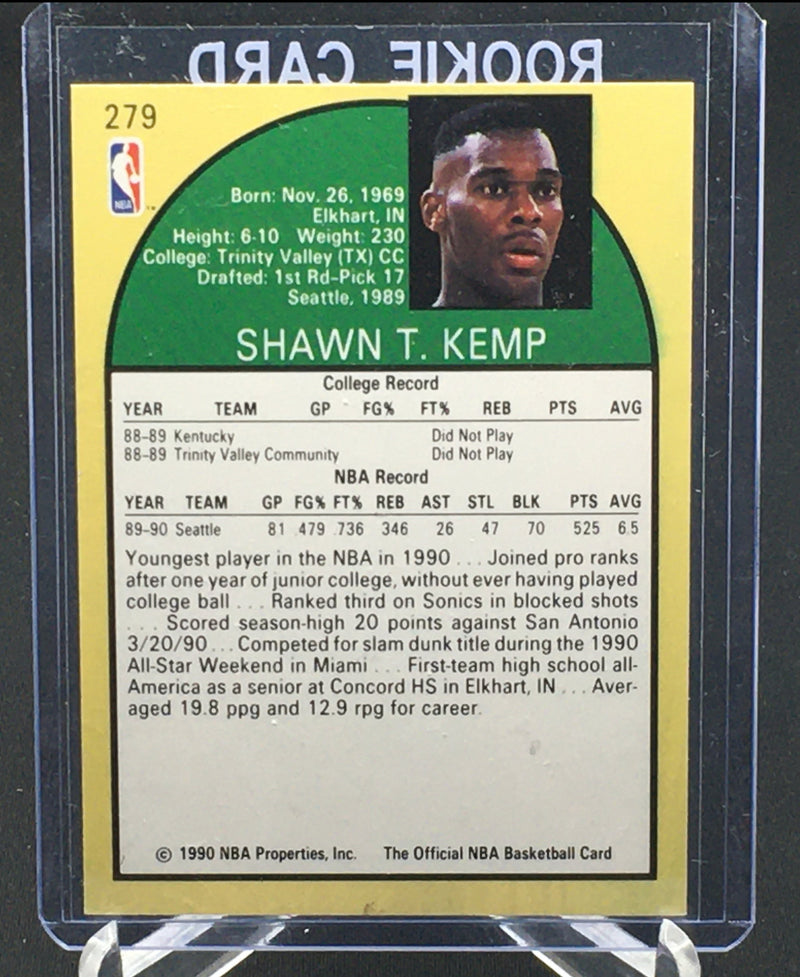 ROOKIE CARD
279
NBA
Born: Nov. 26, 1969
Elkhart, IN
Height: 6-10 Weight: 230
College: Trinity Valley (TX) CC
Drafted: 1st Rd-Pick 17
Seattle, 1989
SHAWN T. KEMP
College Record
YEAR TEAM GP FG% FT% REB PTS AVG
88-89 Kentucky Did Not Play
88-89 Trinity Valley Community Did Not Play
NBA Record
YEAR TEAM GP FG% FT% REB AST STL BLK PTS AVG
89-90 Seattle 81 .479 .736 346 26 47 70 525 6.5
Youngest player in the NBA in 1990 . . . Joined pro ranks
after one year of junior college, without ever having played
college ball . . . Ranked third on Sonics in blocked shots
. . . Scored season-high 20 points against San Antonio
3/20/90 . . . Competed for slam dunk title during the 1990
All-Star Weekend in Miami . . . First-team high school all-
America as a senior at Concord HS in Elkhart, IN . . . Aver-
aged 19.8 ppg and 12.9 rpg for career.
© 1990 NBA Properties, Inc. The Official NBA Basketball Card